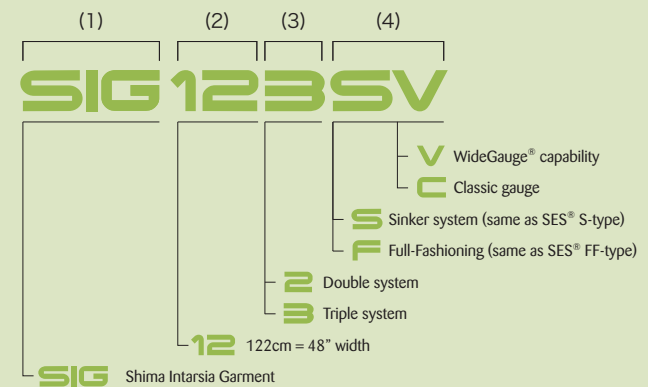 (1) (2) (3) (4)
SIG123SV
V WideGauge® capability
C Classic gauge
S Sinker system (same as SES® S-type)
F Full-Fashioning (same as SES® FF-type)
2 Double system
3 Triple system
12 122cm = 48” width
SIG Shima Intarsia Garment